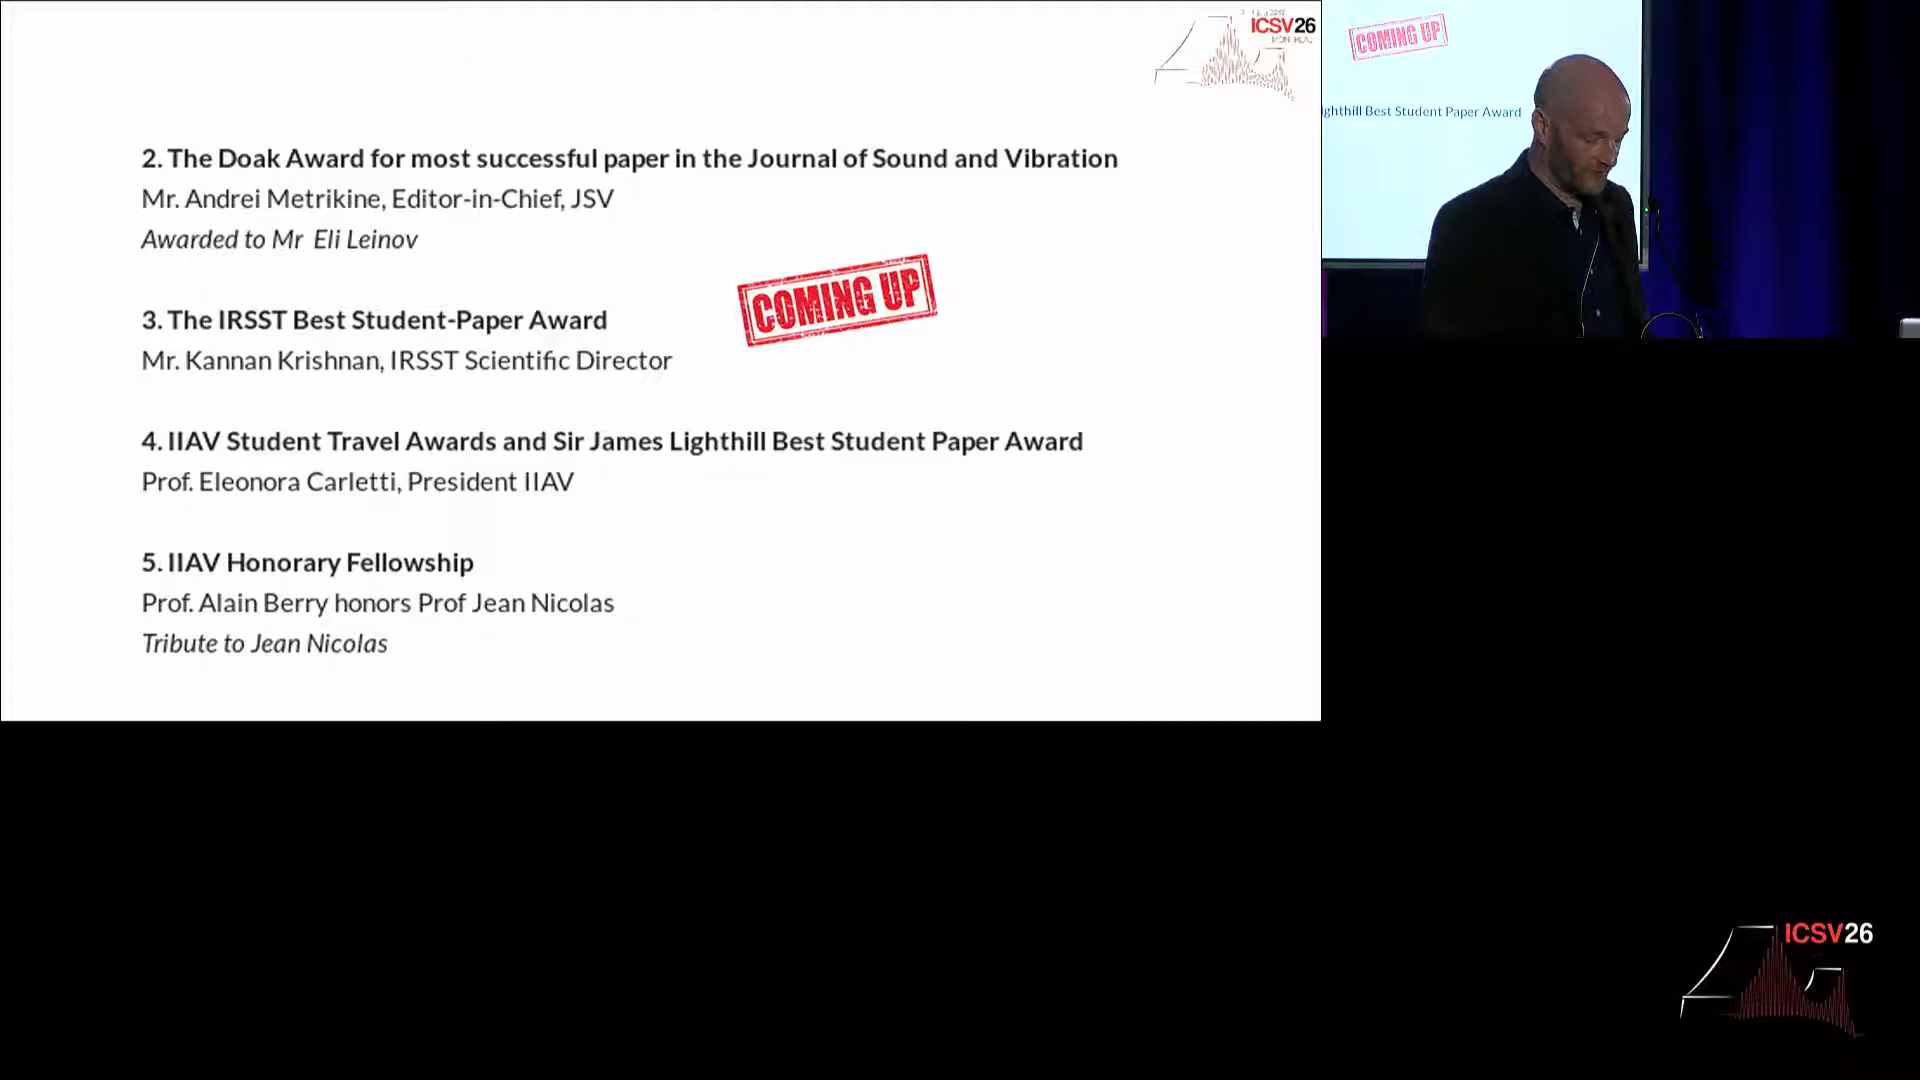 ICSV26
2. The Doak Award for most successful paper in the Journal of Sound and Vibration
Mr. Andrei Metrikine, Editor-in-Chief, JSV
Awarded to Mr Eli Leinov
COMING UP
3. The IRSST Best Student-Paper Award
Mr. Kannan Krishnan, IRSST Scientific Director
4. IIAV Student Travel Awards and Sir James Lighthill Best Student Paper Award
Prof. Eleonora Carletti, President IIAV
5. IIAV Honorary Fellowship
Prof. Alain Berry honors Prof Jean Nicolas
Tribute to Jean Nicolas
COMING UP
ighthill Best Student Paper Award
ICSV26